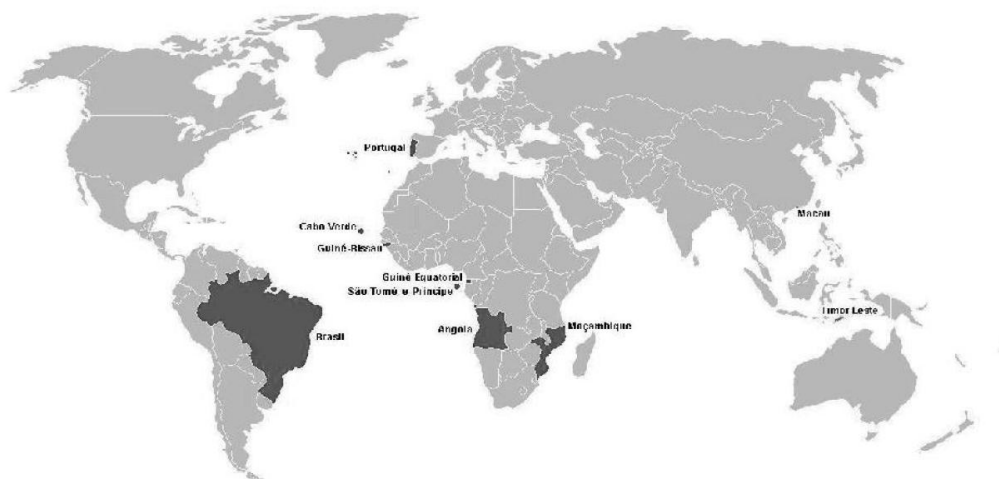 Portugal
Macau
Cabo Verde
Guiné-Bissau
Guiné Equatorial
São Tomé e Príncipe
Timor Leste
Angola
Moçambique
Brasil